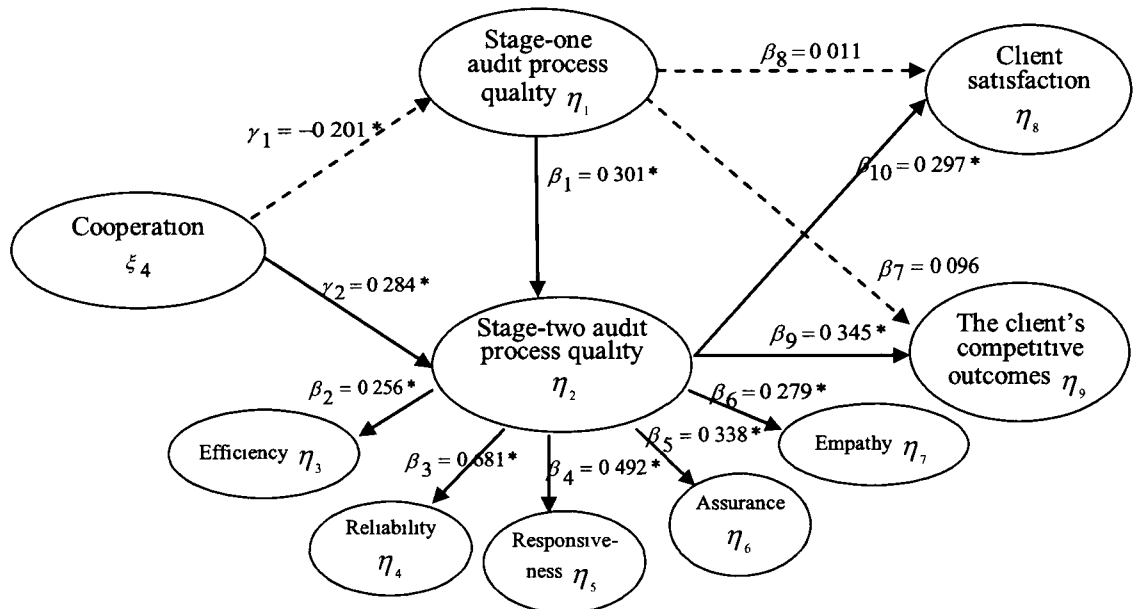 Stage-one
audit process
quality η₁
β₈ = 0 011
Client
satisfaction
η₈
γ₁ = −0 201 *
β₁ = 0 301 *
β₁₀ = 0 297 *
Cooperation
ξ₄
γ₂ = 0 284 *
β₇ = 0 096
Stage-two audit
process quality
η₂
β₉ = 0 345 *
The client's
competitive
outcomes η₉
β₂ = 0 256 *
β₆ = 0 279 *
Efficiency η₃
β₃ = 0 681 *
β₄ = 0 492 *
β₅ = 0 338 *
Empathy η₇
Reliability
η₄
Responsive-
ness η₅
Assurance
η₆